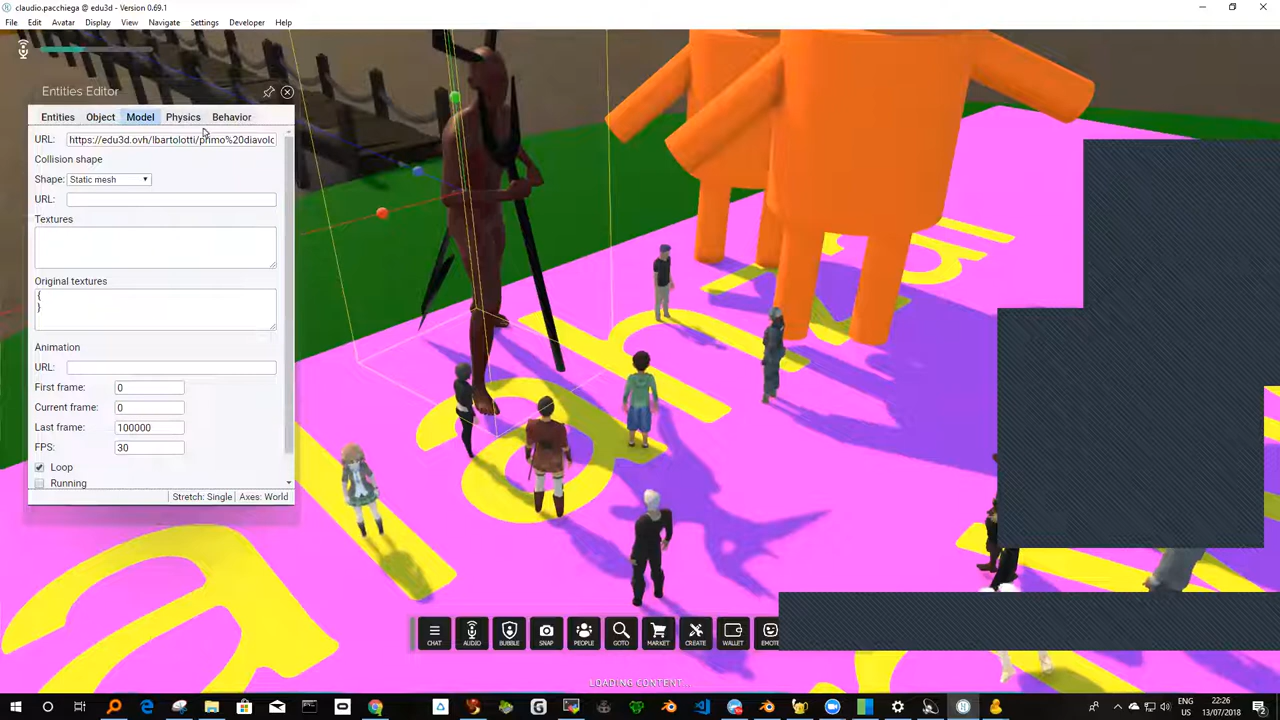 claudio.pacchiega @ edu3d - Version 0.69.1
File Edit Avatar Display View Navigate Settings Developer Help
Entities Editor
Entities Object Model Physics Behavior
URL: https://edu3d.ovh/lbartolotti/primo%20diavolo
Collision shape
Shape: Static mesh
URL:
Textures
Original textures
{
}
Animation
URL:
First frame: 0
Current frame: 0
Last frame: 100000
FPS: 30
Loop
Running
Stretch: Single Axes: World
CHAT AUDIO BUBBLE SNAP PEOPLE GOTO MARKET CREATE WALLET EMOTE
LOADING CONTENT...
ENG
US
22:26
13/07/2018
2